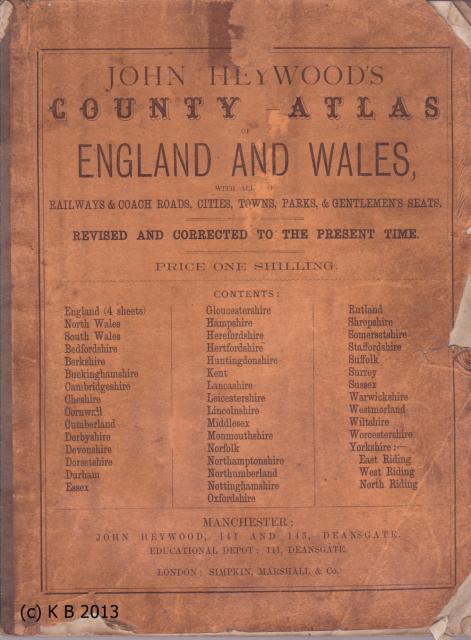 JOHN HEYWOOD'S
COUNTY ATLAS
OF
ENGLAND AND WALES,
WITH ALL
RAILWAYS & COACH ROADS, CITIES, TOWNS, PARKS, & GENTLEMEN'S SEATS.
REVISED AND CORRECTED TO THE PRESENT TIME.
PRICE ONE SHILLING.
CONTENTS:
England (4 sheets)
North Wales
South Wales
Bedfordshire
Berkshire
Buckinghamshire
Cambridgeshire
Cheshire
Cornwall
Cumberland
Derbyshire
Devonshire
Dorsetshire
Durham
Essex
Gloucestershire
Hampshire
Herefordshire
Hertfordshire
Huntingdonshire
Kent
Lancashire
Leicestershire
Lincolnshire
Middlesex
Monmouthshire
Norfolk
Northamptonshire
Northumberland
Nottinghamshire
Oxfordshire
Rutland
Shropshire
Somersetshire
Staffordshire
Suffolk
Surrey
Sussex
Warwickshire
Westmorland
Wiltshire
Worcestershire
Yorkshire:—
East Riding
West Riding
North Riding
MANCHESTER:
JOHN HEYWOOD, 141 AND 143, DEANSGATE.
EDUCATIONAL DEPOT: 141, DEANSGATE.
LONDON: SIMPKIN, MARSHALL & Co.
(c) K B 2013